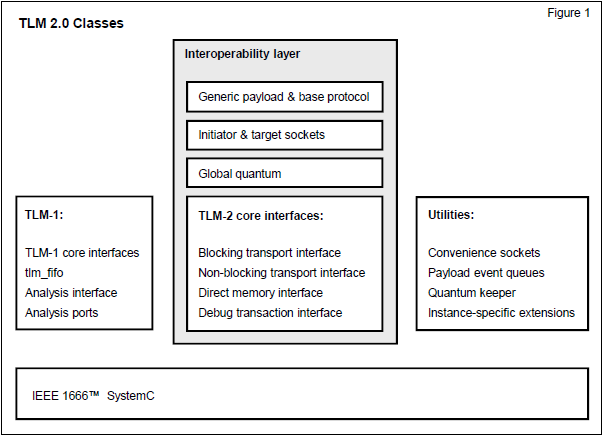 Figure 1
TLM 2.0 Classes
Interoperability layer
Generic payload & base protocol
Initiator & target sockets
Global quantum
TLM-1:
TLM-1 core interfaces
tlm_fifo
Analysis interface
Analysis ports
TLM-2 core interfaces:
Blocking transport interface
Non-blocking transport interface
Direct memory interface
Debug transaction interface
Utilities:
Convenience sockets
Payload event queues
Quantum keeper
Instance-specific extensions
IEEE 1666™ SystemC